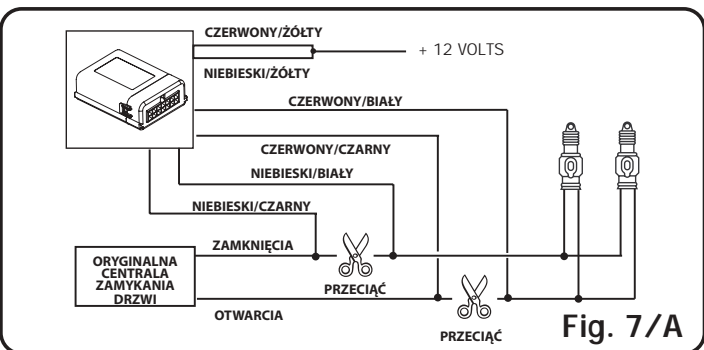 CZERWONY/ŻÓŁTY
+ 12 VOLTS
NIEBIESKI/ŻÓŁTY
CZERWONY/BIAŁY
CZERWONY/CZARNY
NIEBIESKI/BIAŁY
NIEBIESKI/CZARNY
ZAMKNIĘCIA
ORYGINALNA
CENTRALA
ZAMYKANIA
DRZWI
PRZECIĄĆ
OTWARCIA
PRZECIĄĆ
Fig. 7/A